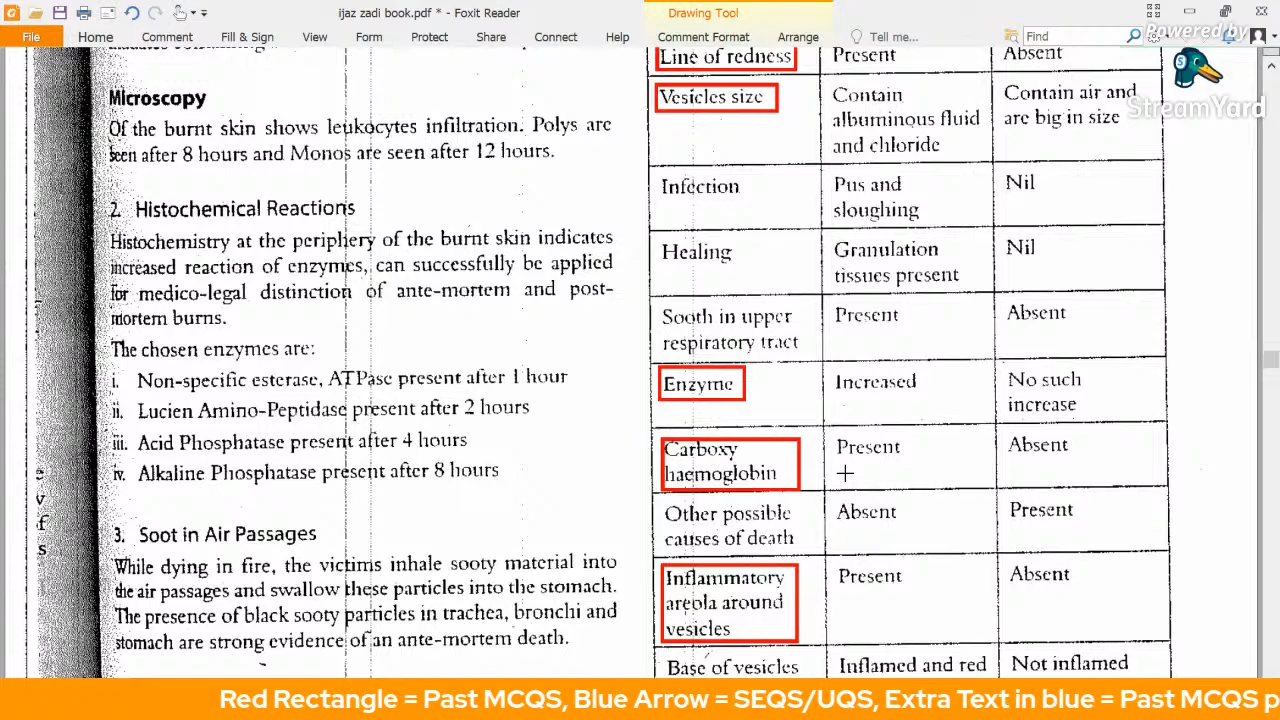 ijaz zadi book.pdf * - Foxit Reader
Drawing Tool
File
Home
Comment
Fill & Sign
View
Form
Protect
Share
Connect
Help
Comment Format
Arrange
Tell me...
Find
Powered by
StreamYard
Microscopy
Of the burnt skin shows leukocytes infiltration. Polys are
seen after 8 hours and Monos are seen after 12 hours.
2. Histochemical Reactions
Histochemistry at the periphery of the burnt skin indicates
increased reaction of enzymes, can successfully be applied
for medico-legal distinction of ante-mortem and post-
mortem burns.
The chosen enzymes are:
i. Non-specific esterase, ATPase present after 1 hour
ii. Lucien Amino-Peptidase present after 2 hours
iii. Acid Phosphatase present after 4 hours
iv. Alkaline Phosphatase present after 8 hours
3. Soot in Air Passages
While dying in fire, the victims inhale sooty material into
the air passages and swallow these particles into the stomach.
The presence of black sooty particles in trachea, bronchi and
stomach are strong evidence of an ante-mortem death.
Line of redness Present Absent
Vesicles size Contain Contain air and
albuminous fluid are big in size
and chloride
Infection Pus and Nil
sloughing
Healing Granulation Nil
tissues present
Sooth in upper Present Absent
respiratory tract
Enzyme Increased No such
increase
Carboxy Present Absent
haemoglobin
Other possible Absent Present
causes of death
Inflammatory Present Absent
areola around
vesicles
Base of vesicles Inflamed and red Not inflamed
Red Rectangle = Past MCQS, Blue Arrow = SEQS/UQS, Extra Text in blue = Past MCQS p